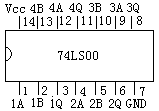 Vcc 4B 4A 4Q 3B 3A 3Q
14 13 12 11 10 9 8
74LS00
1 2 3 4 5 6 7
1A 1B 1Q 2A 2B 2Q GND